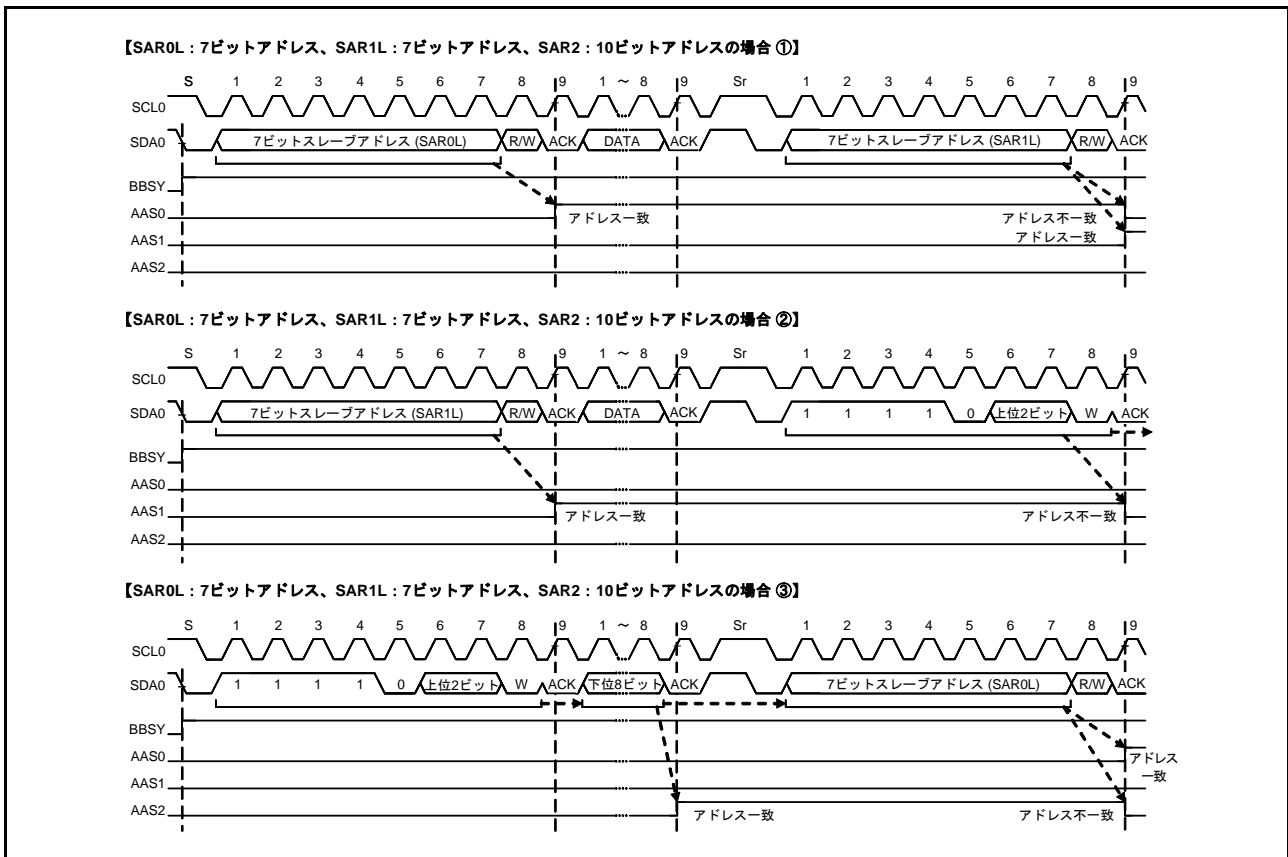 【SAR0L：7ビットアドレス、SAR1L：7ビットアドレス、SAR2：10ビットアドレスの場合 ①】
S 1 2 3 4 5 6 7 8 9 1 ～ 8 9 Sr 1 2 3 4 5 6 7 8 9
SCL0
SDA0 7ビットスレーブアドレス (SAR0L) R/W ACK DATA ACK 7ビットスレーブアドレス (SAR1L) R/W ACK
BBSY
AAS0 アドレス一致 アドレス不一致
AAS1 アドレス一致
AAS2
【SAR0L：7ビットアドレス、SAR1L：7ビットアドレス、SAR2：10ビットアドレスの場合 ②】
S 1 2 3 4 5 6 7 8 9 1 ～ 8 9 Sr 1 2 3 4 5 6 7 8 9
SCL0
SDA0 7ビットスレーブアドレス (SAR1L) R/W ACK DATA ACK 1 1 1 1 0 上位2ビット W ACK
BBSY
AAS0
AAS1 アドレス一致 アドレス不一致
AAS2
【SAR0L：7ビットアドレス、SAR1L：7ビットアドレス、SAR2：10ビットアドレスの場合 ③】
S 1 2 3 4 5 6 7 8 9 1 ～ 8 9 Sr 1 2 3 4 5 6 7 8 9
SCL0
SDA0 1 1 1 1 0 上位2ビット W ACK 下位8ビット ACK 7ビットスレーブアドレス (SAR0L) R/W ACK
BBSY
AAS0 アドレス
一致
AAS1
AAS2 アドレス一致 アドレス不一致